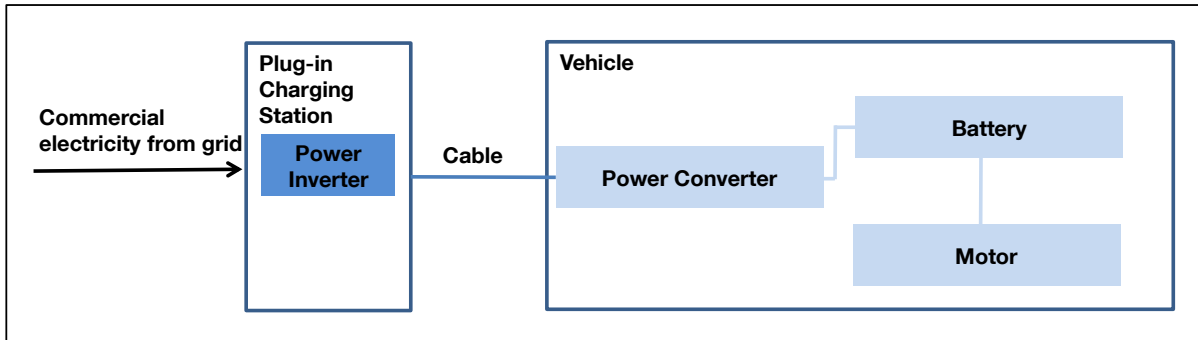 Commercial
electricity from grid
Plug-in
Charging
Station
Power
Inverter
Cable
Vehicle
Power Converter
Battery
Motor